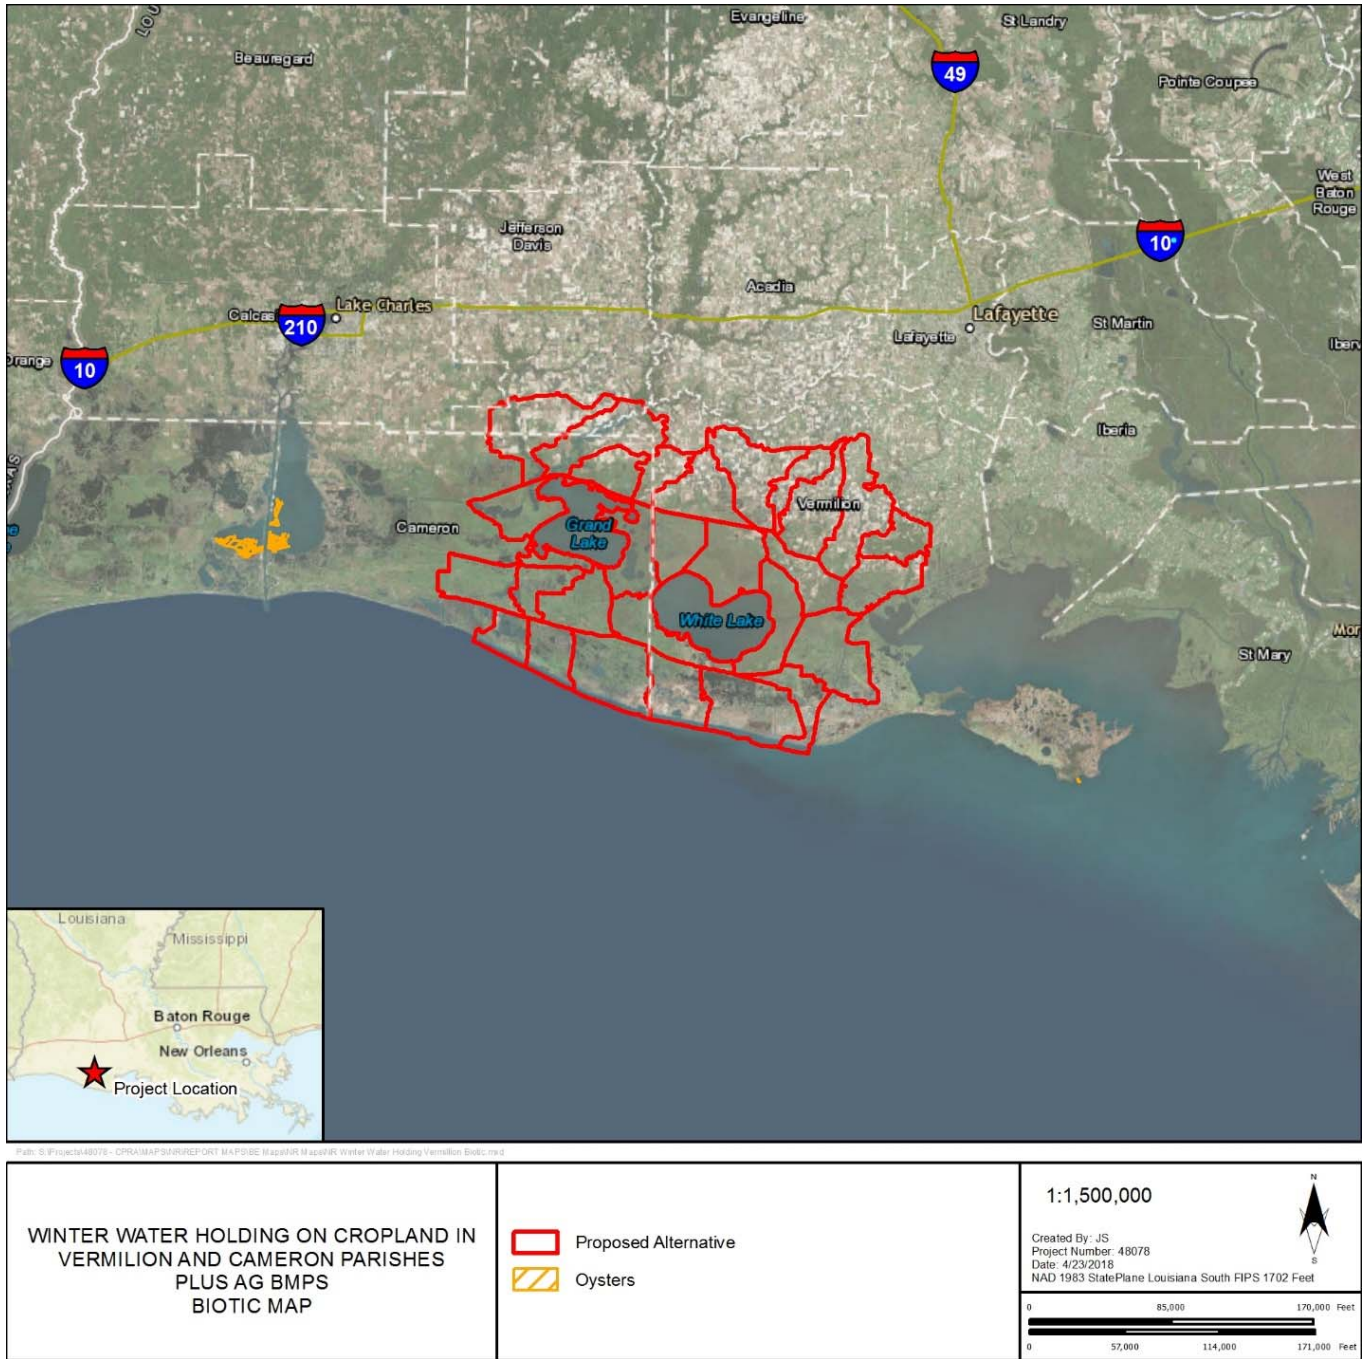 LOU
Evangeline
St Landry
Beauregard
49
Pointe Coupee
West
Baton
Rouge
Jefferson
Davis
10
Acadia
Lake Charles
210
Lafayette
Lafayette
St Martin
10
Iberia
Cameron
Vermilion
Grand
Lake
White Lake
St Mary
Louisiana
Mississippi
Baton Rouge
New Orleans
Project Location
WINTER WATER HOLDING ON CROPLAND IN
VERMILION AND CAMERON PARISHES
PLUS AG BMPS
BIOTIC MAP
Proposed Alternative
Oysters
1:1,500,000
N
S
Created By: JS
Project Number: 48078
Date: 4/23/2018
NAD 1983 StatePlane Louisiana South FIPS 1702 Feet
0 85,000 170,000 Feet
0 57,000 114,000 171,000 Feet